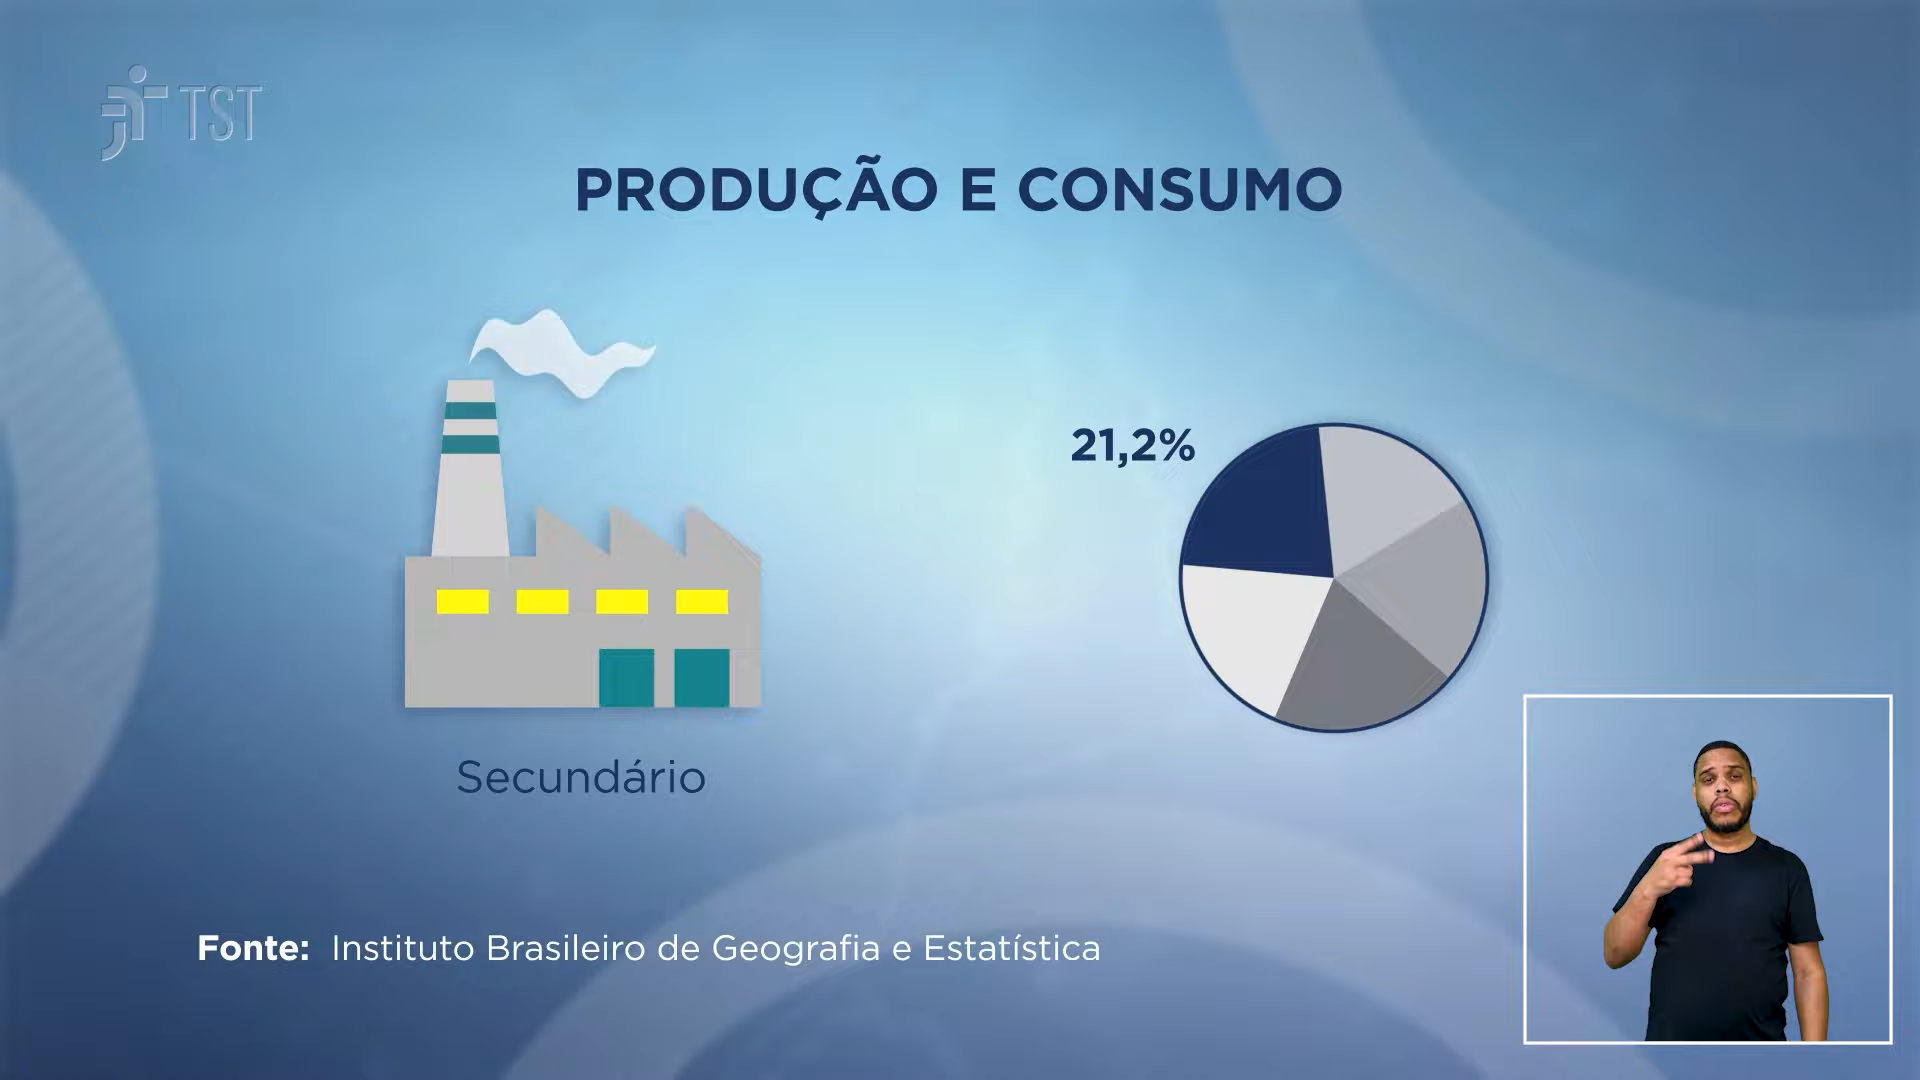 TST
PRODUÇÃO E CONSUMO
21,2%
Secundário
Fonte: Instituto Brasileiro de Geografia e Estatística